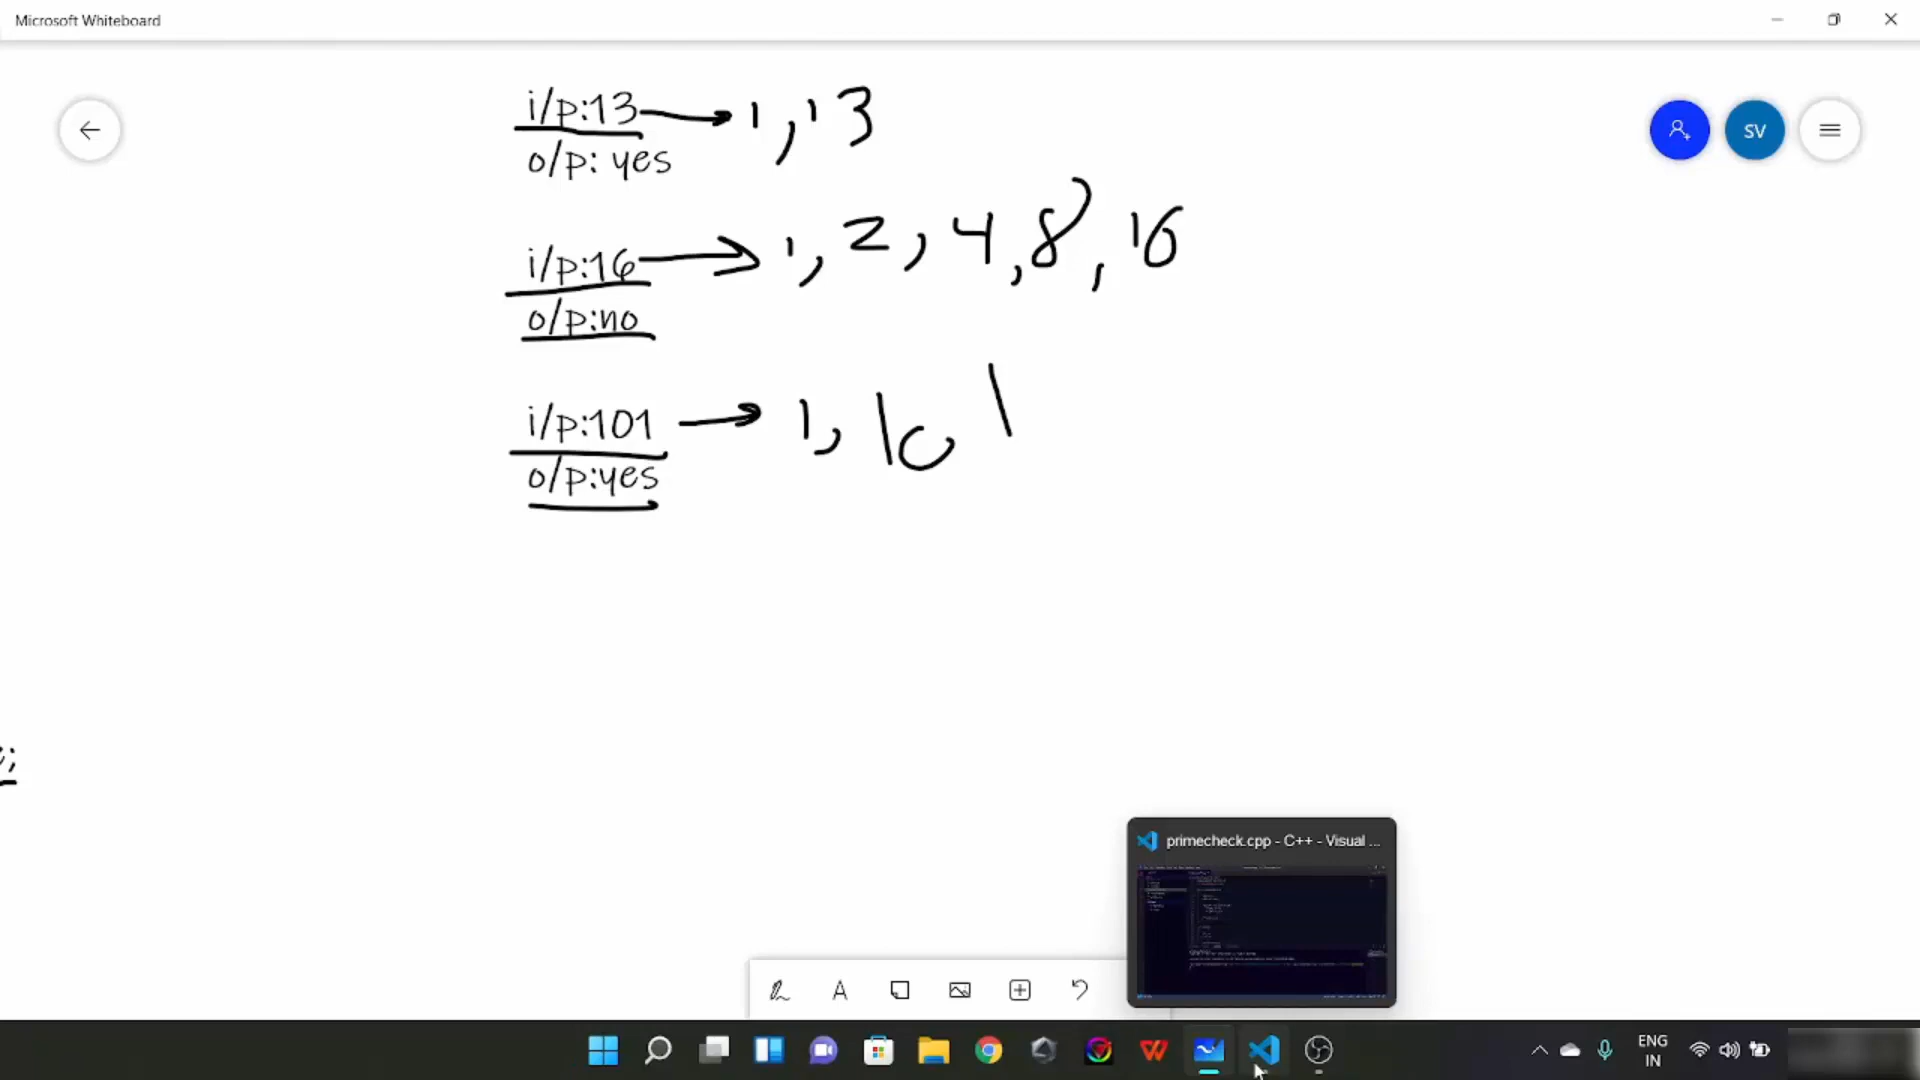 Microsoft Whiteboard
i/p:13 → 1, 13
o/p: yes
SV
i/p:16 → 1, 2, 4, 8, 16
o/p:no
i/p:101 → 1, 101
o/p:yes
primecheck.cpp - C++ - Visual ...
ENG
IN